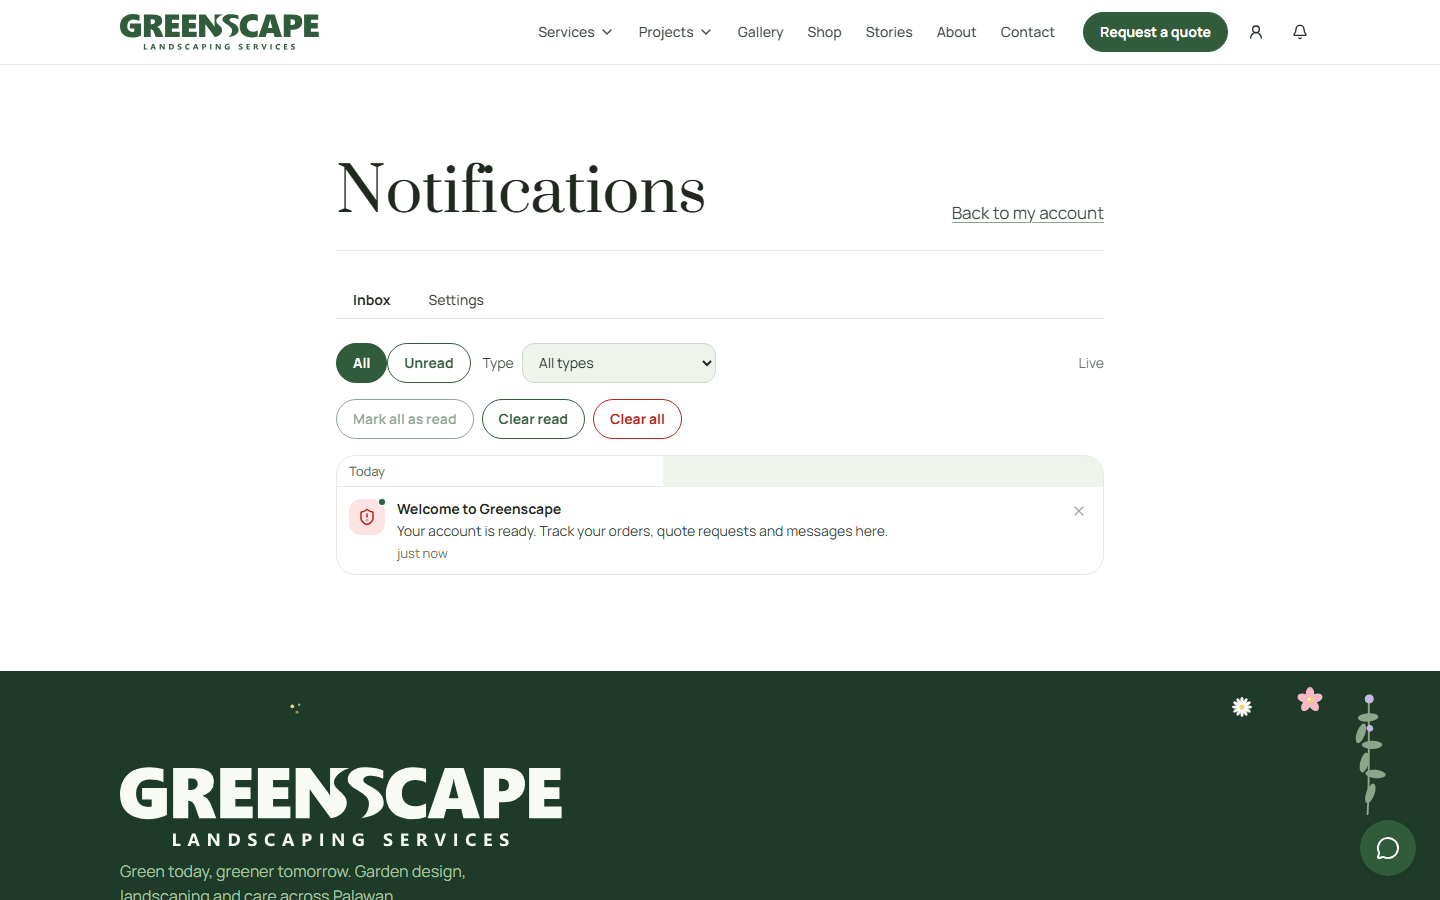 GREENSCAPE
LANDSCAPING SERVICES
Services
Projects
Gallery
Shop
Stories
About
Contact
Request a quote
Notifications
Back to my account
Inbox
Settings
All
Unread
Type
All types
Live
Mark all as read
Clear read
Clear all
Today
Welcome to Greenscape
Your account is ready. Track your orders, quote requests and messages here.
just now
GREENSCAPE
LANDSCAPING SERVICES
Green today, greener tomorrow. Garden design,
landscaping and care across Palawan